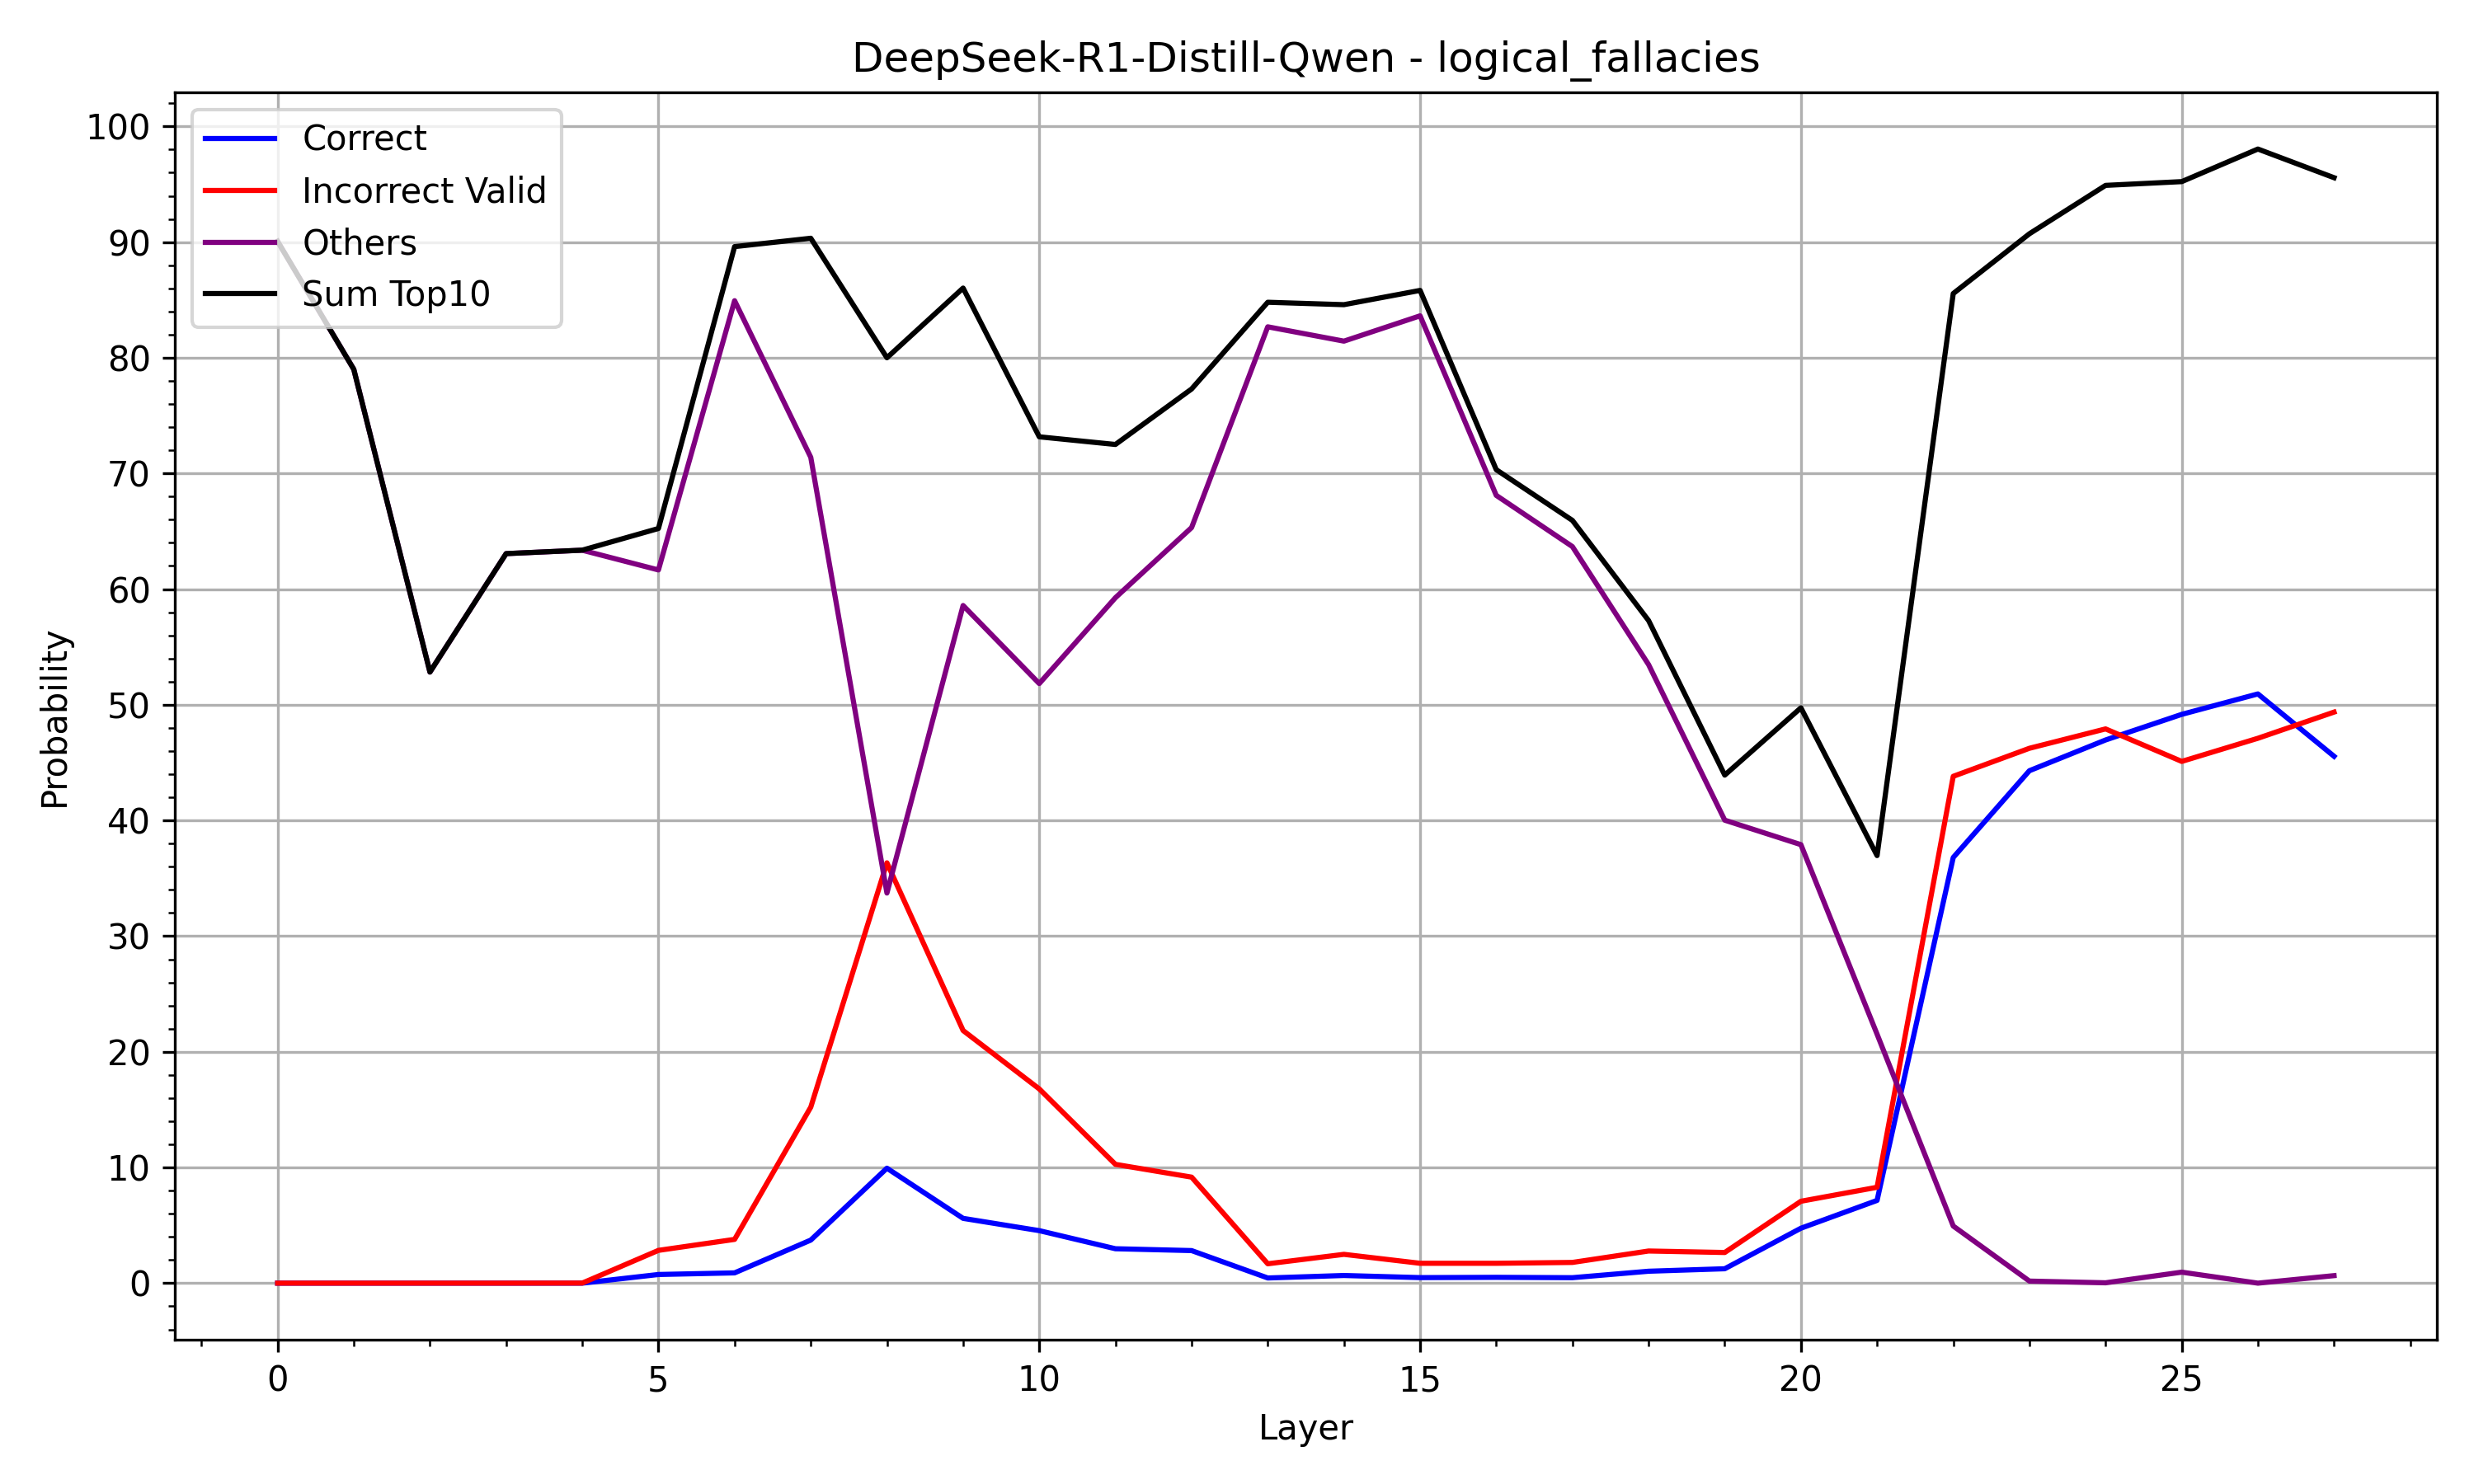 DeepSeek-R1-Distill-Qwen - logical_fallacies
Correct
Incorrect Valid
Others
Sum Top10
100
90
80
70
60
50
40
30
20
10
0
Probability
0 5 10 15 20 25
Layer